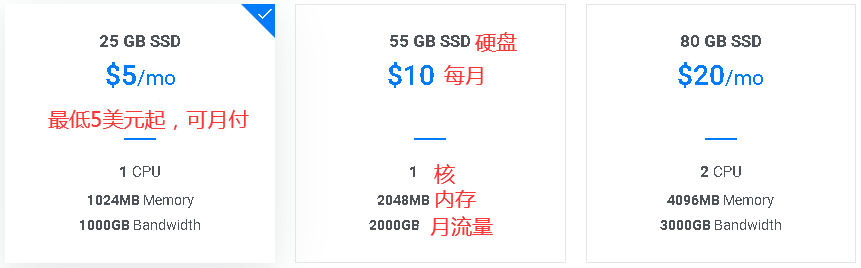 25 GB SSD
$5/mo
最低5美元起，可月付
1 CPU
1024MB Memory
1000GB Bandwidth
55 GB SSD 硬盘
$10 每月
1 核
2048MB 内存
2000GB 月流量
80 GB SSD
$20/mo
2 CPU
4096MB Memory
3000GB Bandwidth